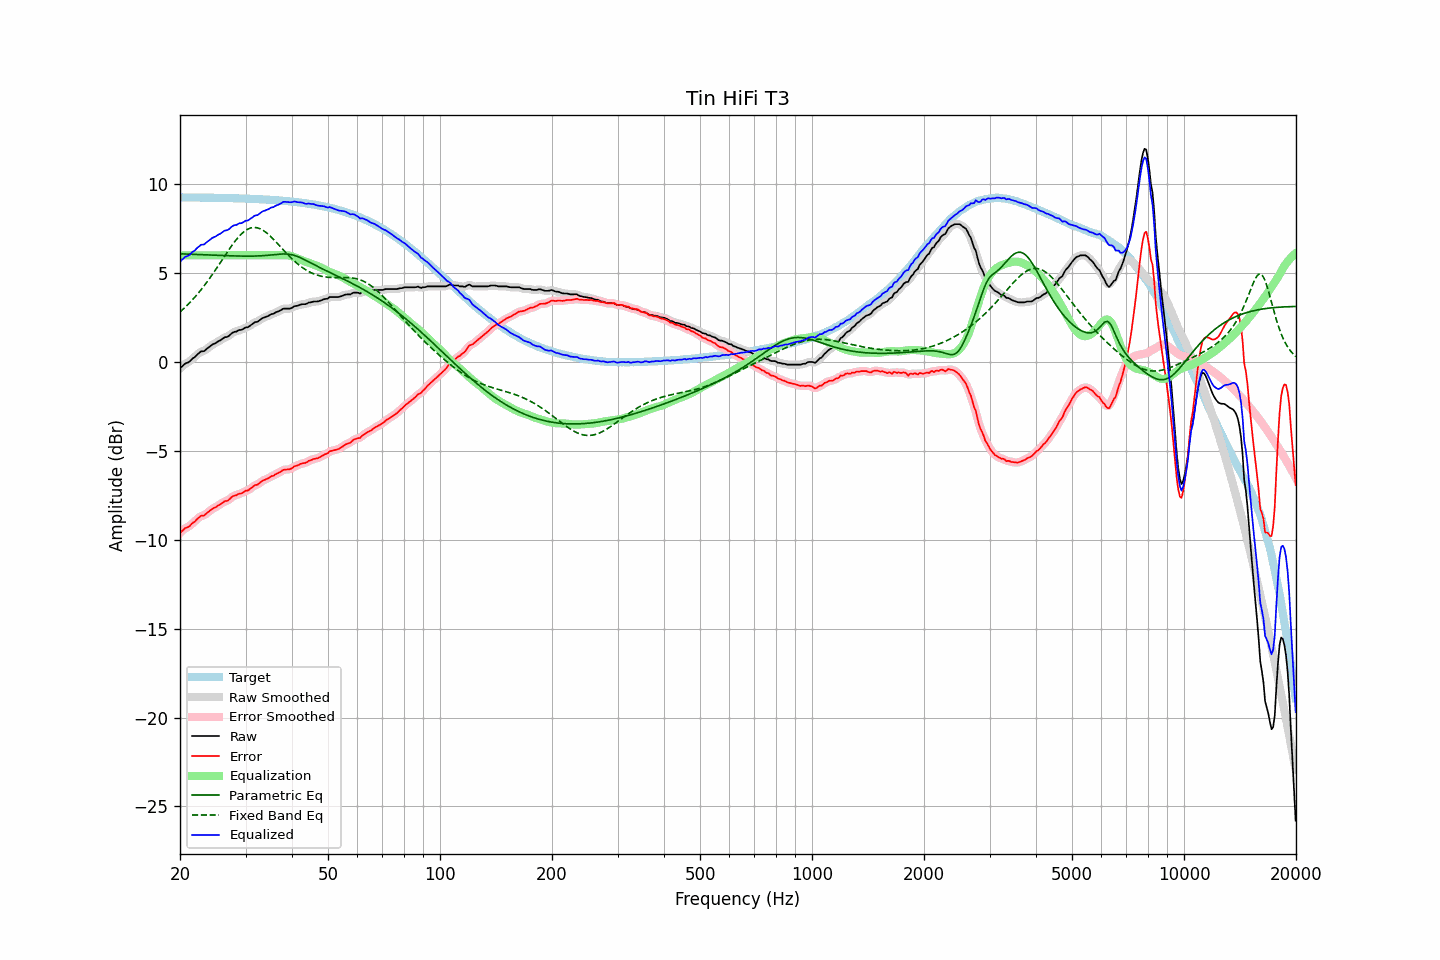 Tin HiFi T3
10
5
0
−5
−10
−15
−20
−25
Amplitude (dBr)
Target
Raw Smoothed
Error Smoothed
Raw
Error
Equalization
Parametric Eq
Fixed Band Eq
Equalized
20 50 100 200 500 1000 2000 5000 10000 20000
Frequency (Hz)